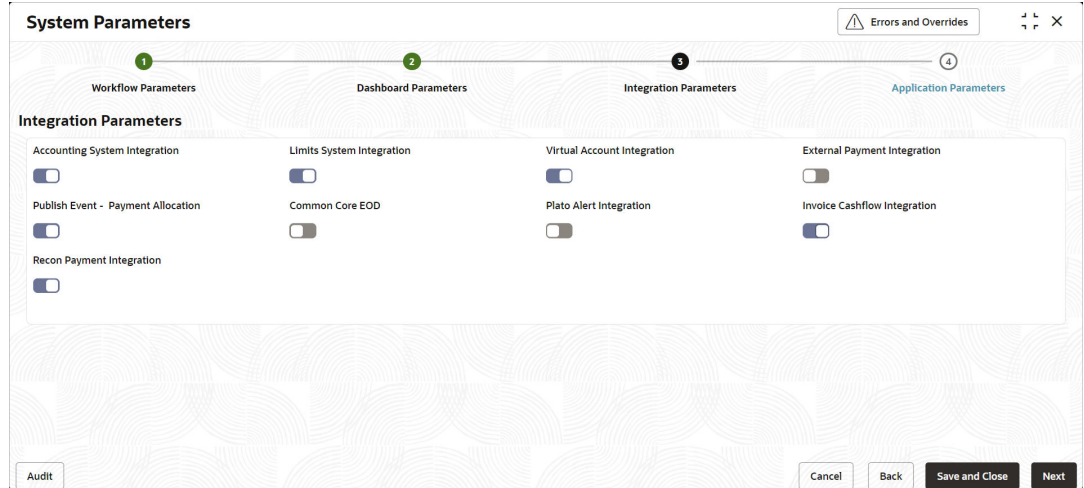 System Parameters
Errors and Overrides
1 2 3 4
Workflow Parameters Dashboard Parameters Integration Parameters Application Parameters
Integration Parameters
Accounting System Integration Limits System Integration Virtual Account Integration External Payment Integration
Publish Event - Payment Allocation Common Core EOD Plato Alert Integration Invoice Cashflow Integration
Recon Payment Integration
Audit Cancel Back Save and Close Next